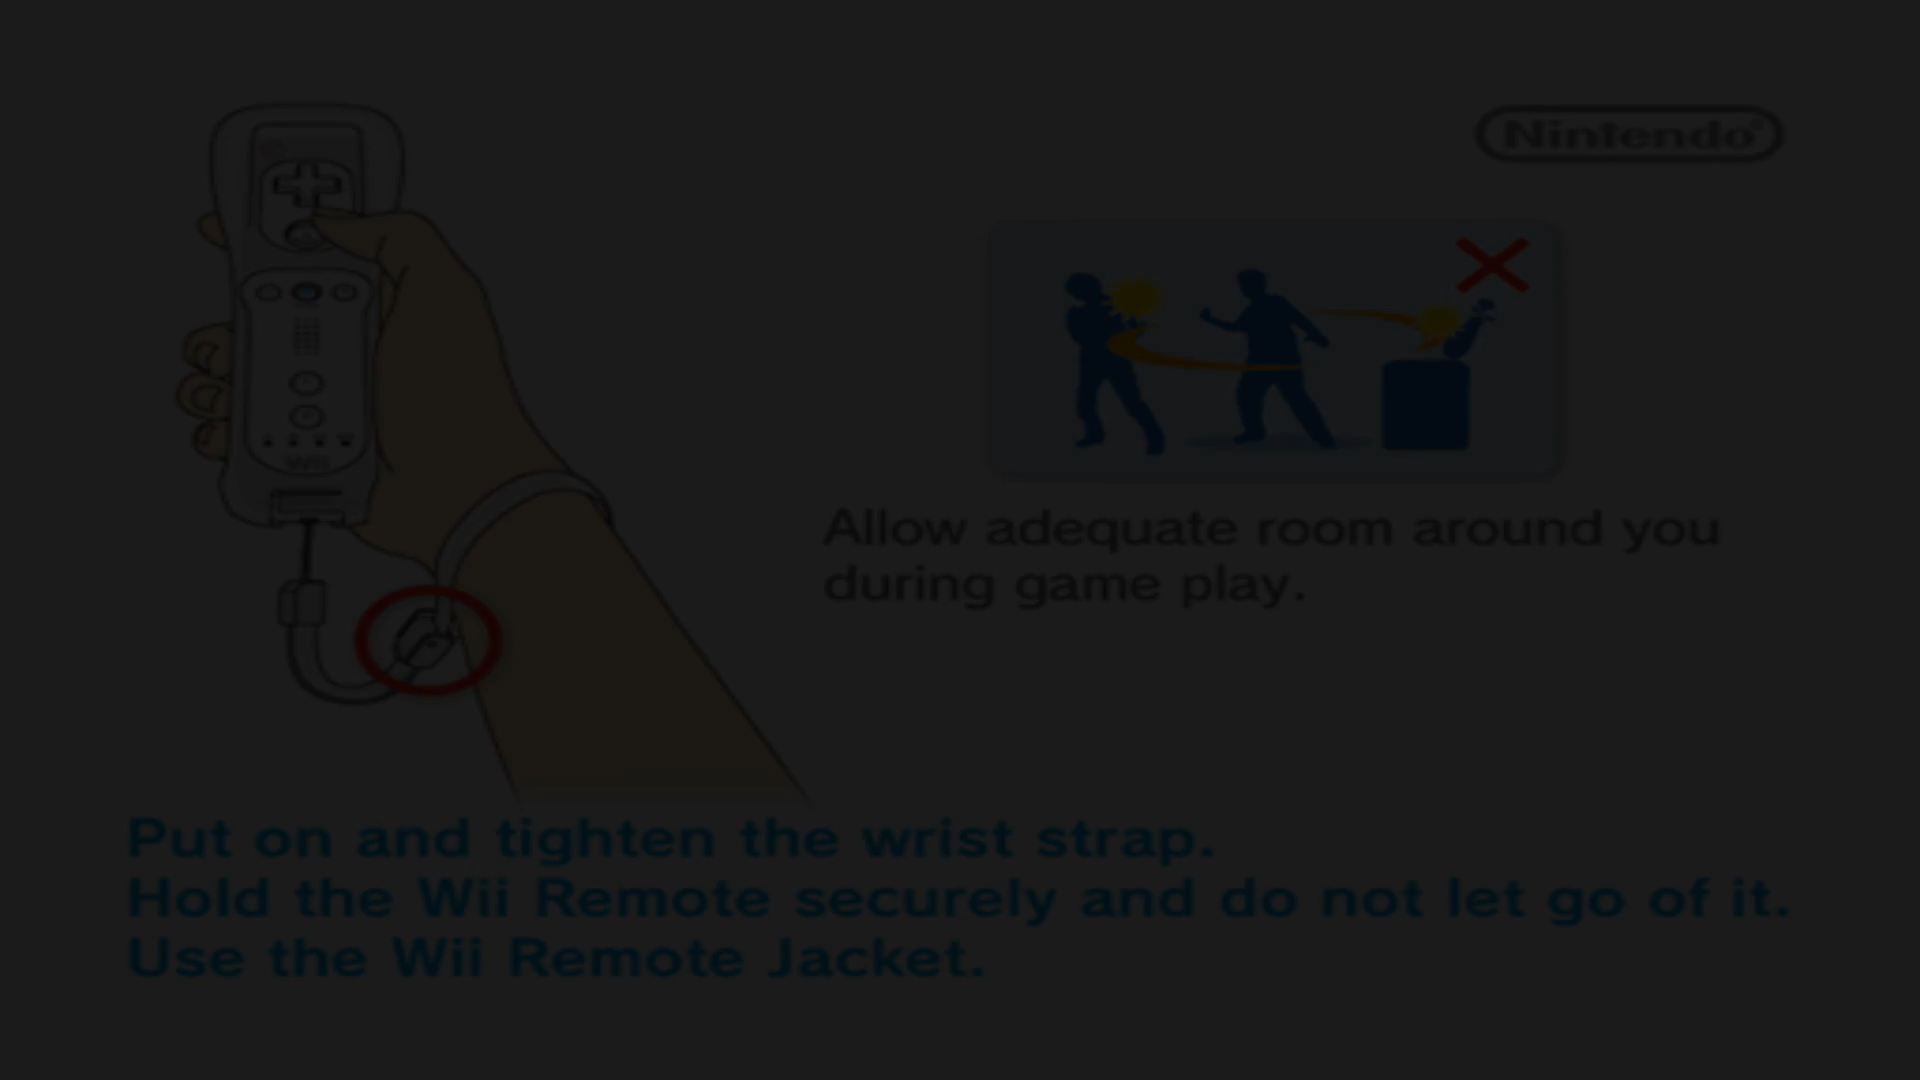 Nintendo®
Wii
Allow adequate room around you
during game play.
Put on and tighten the wrist strap.
Hold the Wii Remote securely and do not let go of it.
Use the Wii Remote Jacket.